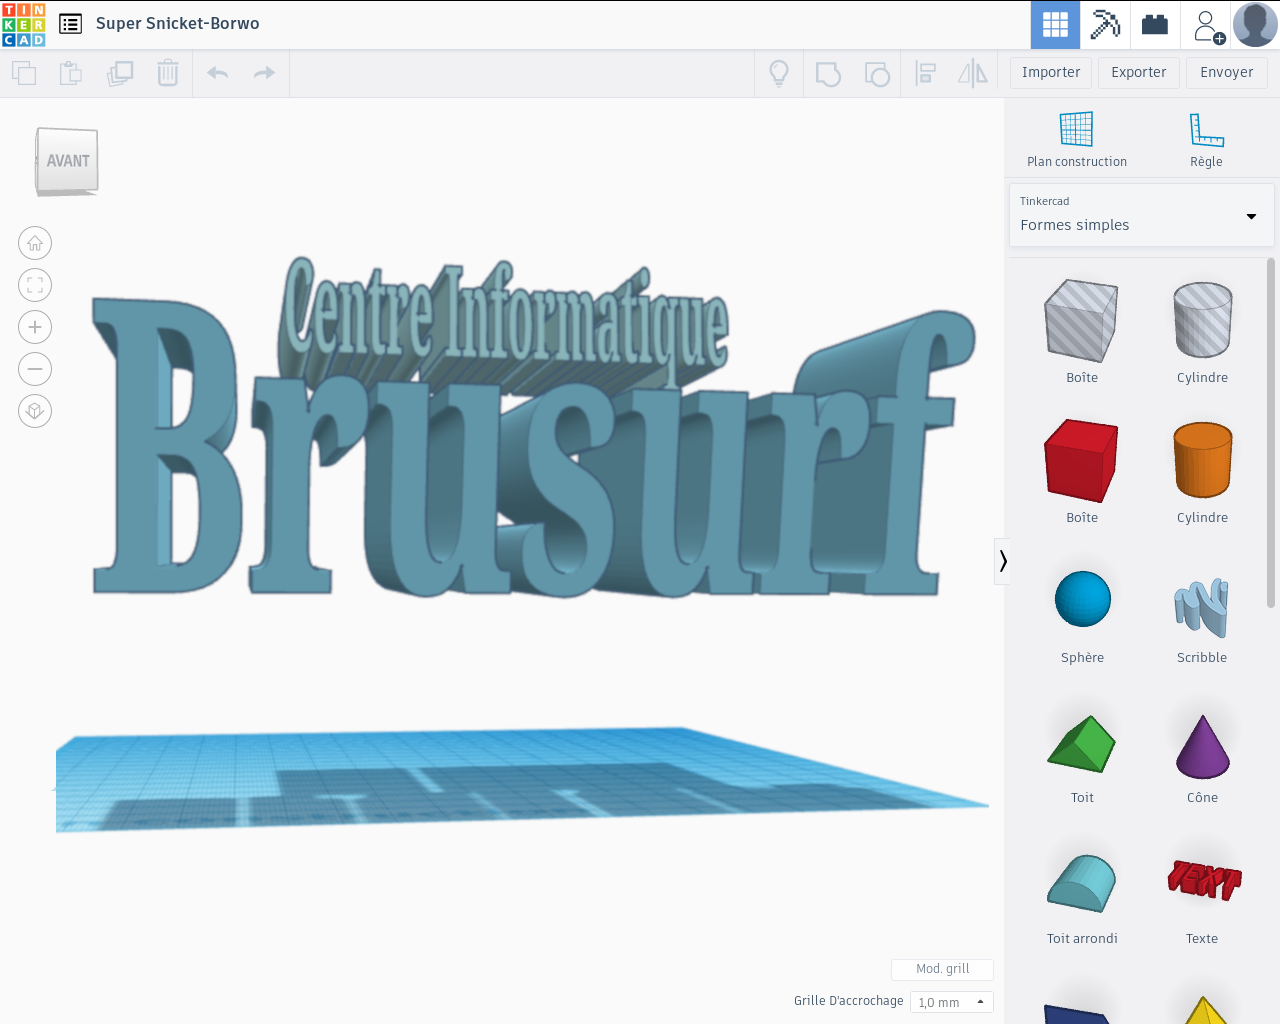 TIN
KER
CAD
Super Snicket-Borwo
Importer
Exporter
Envoyer
AVANT
Plan construction
Règle
Tinkercad
Formes simples
Centre Informatique
Brusurf
Boîte
Cylindre
Boîte
Cylindre
Sphère
Scribble
Toit
Cône
Toit arrondi
TEXT
Texte
Mod. grill
Grille D'accrochage
1,0 mm